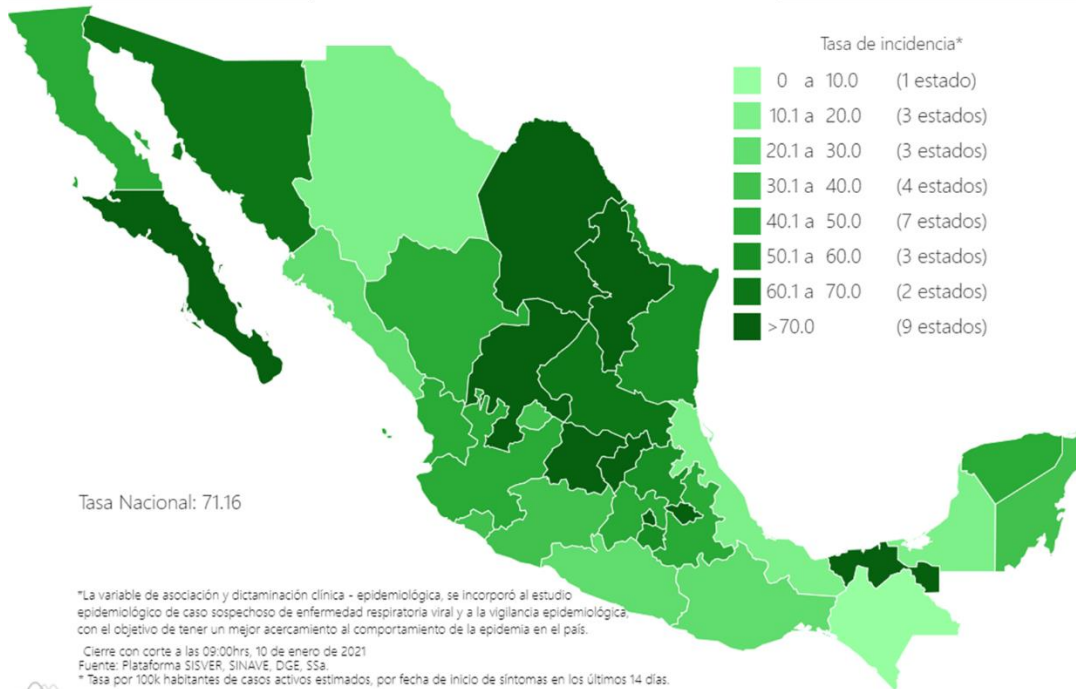 Tasa de incidencia*
0 a 10.0 (1 estado)
10.1 a 20.0 (3 estados)
20.1 a 30.0 (3 estados)
30.1 a 40.0 (4 estados)
40.1 a 50.0 (7 estados)
50.1 a 60.0 (3 estados)
60.1 a 70.0 (2 estados)
>70.0 (9 estados)
Tasa Nacional: 71.16
*La variable de asociación y dictaminación clínica - epidemiológica, se incorporó al estudio
epidemiológico de caso sospechoso de enfermedad respiratoria viral y a la vigilancia epidemiológica,
con el objetivo de tener un mejor acercamiento al comportamiento de la epidemia en el país.
Cierre con corte a las 09:00hrs, 10 de enero de 2021
Fuente: Plataforma SISVER, SINAVE, DGE, SSa.
* Tasa por 100k habitantes de casos activos estimados, por fecha de inicio de síntomas en los últimos 14 días.